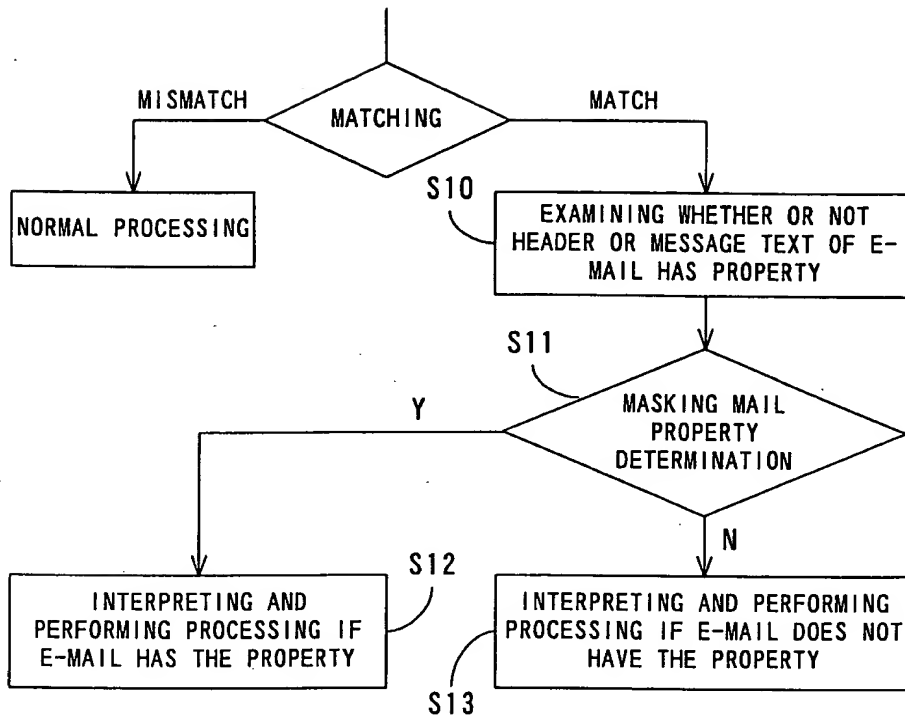 MISMATCH
MATCHING
MATCH
NORMAL PROCESSING
S10
EXAMINING WHETHER OR NOT
HEADER OR MESSAGE TEXT OF E-
MAIL HAS PROPERTY
S11
MASKING MAIL
PROPERTY
DETERMINATION
Y
N
S12
INTERPRETING AND
PERFORMING PROCESSING IF
E-MAIL HAS THE PROPERTY
INTERPRETING AND PERFORMING
PROCESSING IF E-MAIL DOES NOT
HAVE THE PROPERTY
S13